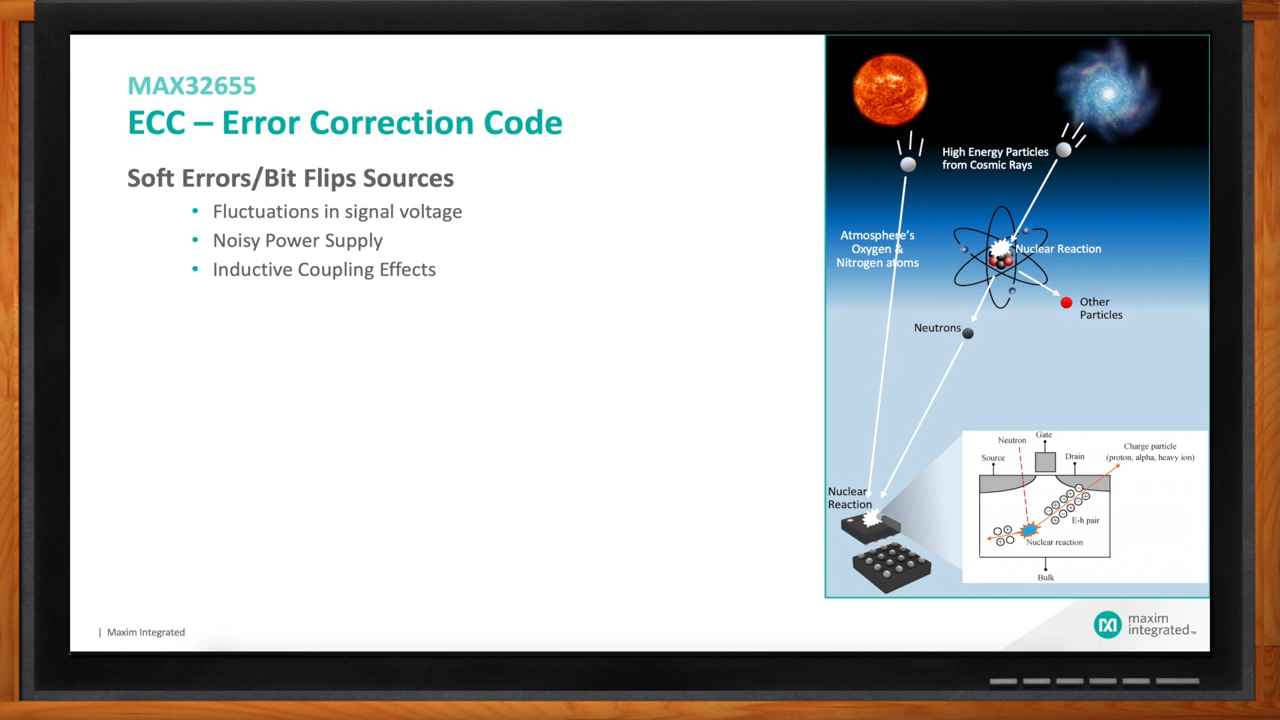 MAX32655
ECC – Error Correction Code
Soft Errors/Bit Flips Sources
• Fluctuations in signal voltage
• Noisy Power Supply
• Inductive Coupling Effects
High Energy Particles
from Cosmic Rays
Atmosphere's
Oxygen &
Nitrogen atoms
Nuclear Reaction
Other
Particles
Neutrons
Nuclear
Reaction
Gate
Neutron
Source
Drain
Charge particle
(proton, alpha, heavy ion)
E-h pair
Nuclear reaction
Bulk
| Maxim Integrated
maxim
integrated™